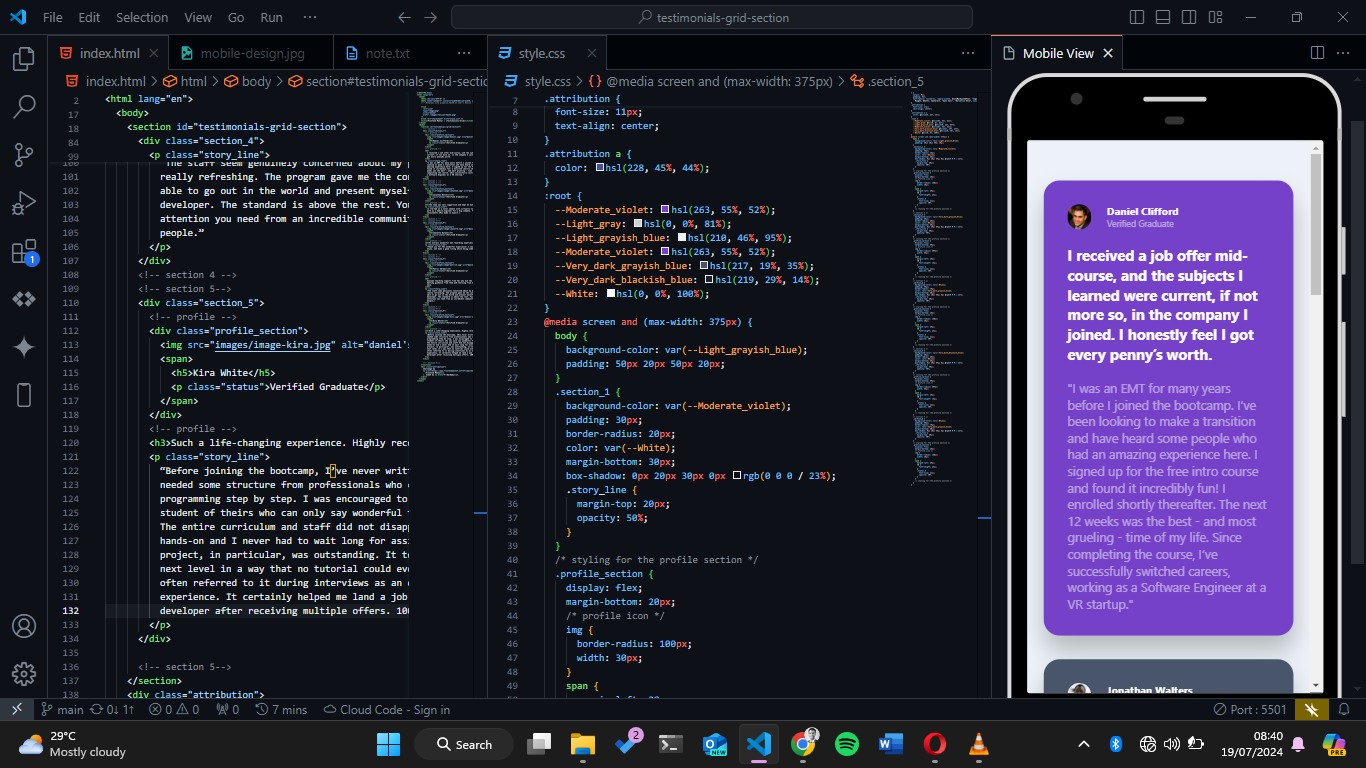 File Edit Selection View Go Run ···
testimonials-grid-section
index.html
mobile-design.jpg
note.txt
index.html > html > body > section#testimonials-grid-sectio
2 <html lang="en">
17 <body>
18 <section id="testimonials-grid-section">
84 <div class="section_4">
99 <p class="story_line">
100 The staff seem genuinely concerned about my
101 really refreshing. The program gave me the co
102 able to go out in the world and present mysel
103 developer. The standard is above the rest. Yo
104 attention you need from an incredible communi
105 people.”
106 </p>
107 </div>
108 <!-- section 4 -->
109 <!-- section 5-->
110 <div class="section_5">
111 <!-- profile -->
112 <div class="profile_section">
113 <img src="images/image-kira.jpg" alt="daniel'
114 <span>
115 <h5>Kira White</h5>
116 <p class="status">Verified Graduate</p>
117 </span>
118 </div>
119 <!-- profile -->
120 <h3>Such a life-changing experience. Highly reco
121 <p class="story_line">
122 “Before joining the bootcamp, I’ve never writt
123 needed some structure from professionals who
124 programming step by step. I was encouraged to
125 student of theirs who can only say wonderful
126 The entire curriculum and staff did not disap
127 hands-on and I never had to wait long for ass
128 project, in particular, was outstanding. It t
129 next level in a way that no tutorial could ev
130 often referred to it during interviews as an
131 experience. It certainly helped me land a job
132 developer after receiving multiple offers. 100
133 </p>
134 </div>
135
136 <!-- section 5-->
137 </section>
138 <div class="attribution">
style.css
style.css > { } @media screen and (max-width: 375px) > .section_5
7 .attribution {
8 font-size: 11px;
9 text-align: center;
10 }
11 .attribution a {
12 color: hsl(228, 45%, 44%);
13 }
14 :root {
15 --Moderate_violet: hsl(263, 55%, 52%);
16 --Light_gray: hsl(0, 0%, 81%);
17 --Light_grayish_blue: hsl(210, 46%, 95%);
18 --Moderate_violet: hsl(263, 55%, 52%);
19 --Very_dark_grayish_blue: hsl(217, 19%, 35%);
20 --Very_dark_blackish_blue: hsl(219, 29%, 14%);
21 --White: hsl(0, 0%, 100%);
22 }
23 @media screen and (max-width: 375px) {
24 body {
25 background-color: var(--Light_grayish_blue);
26 padding: 50px 20px 50px 20px;
27 }
28 .section_1 {
29 background-color: var(--Moderate_violet);
30 padding: 30px;
31 border-radius: 20px;
32 color: var(--White);
33 margin-bottom: 30px;
34 box-shadow: 0px 20px 30px 0px rgb(0 0 0 / 23%);
35 .story_line {
36 margin-top: 20px;
37 opacity: 50%;
38 }
39 }
40 /* styling for the profile section */
41 .profile_section {
42 display: flex;
43 margin-bottom: 20px;
44 /* profile icon */
45 img {
46 border-radius: 100px;
47 width: 30px;
48 }
49 span {
Mobile View
Daniel Clifford
Verified Graduate
I received a job offer mid-
course, and the subjects I
learned were current, if not
more so, in the company I
joined. I honestly feel I got
every penny’s worth.
"I was an EMT for many years
before I joined the bootcamp. I've
been looking to make a transition
and have heard some people who
had an amazing experience here. I
signed up for the free intro course
and found it incredibly fun! I
enrolled shortly thereafter. The next
12 weeks was the best - and most
grueling - time of my life. Since
completing the course, I've
successfully switched careers,
working as a Software Engineer at a
VR startup."
Jonathan Walters
1
main 0↓ 1↑ 0 0 0 7 mins Cloud Code - Sign in
Port : 5501
29°C
Mostly cloudy
Search
2
NEW
08:40
19/07/2024
PRE